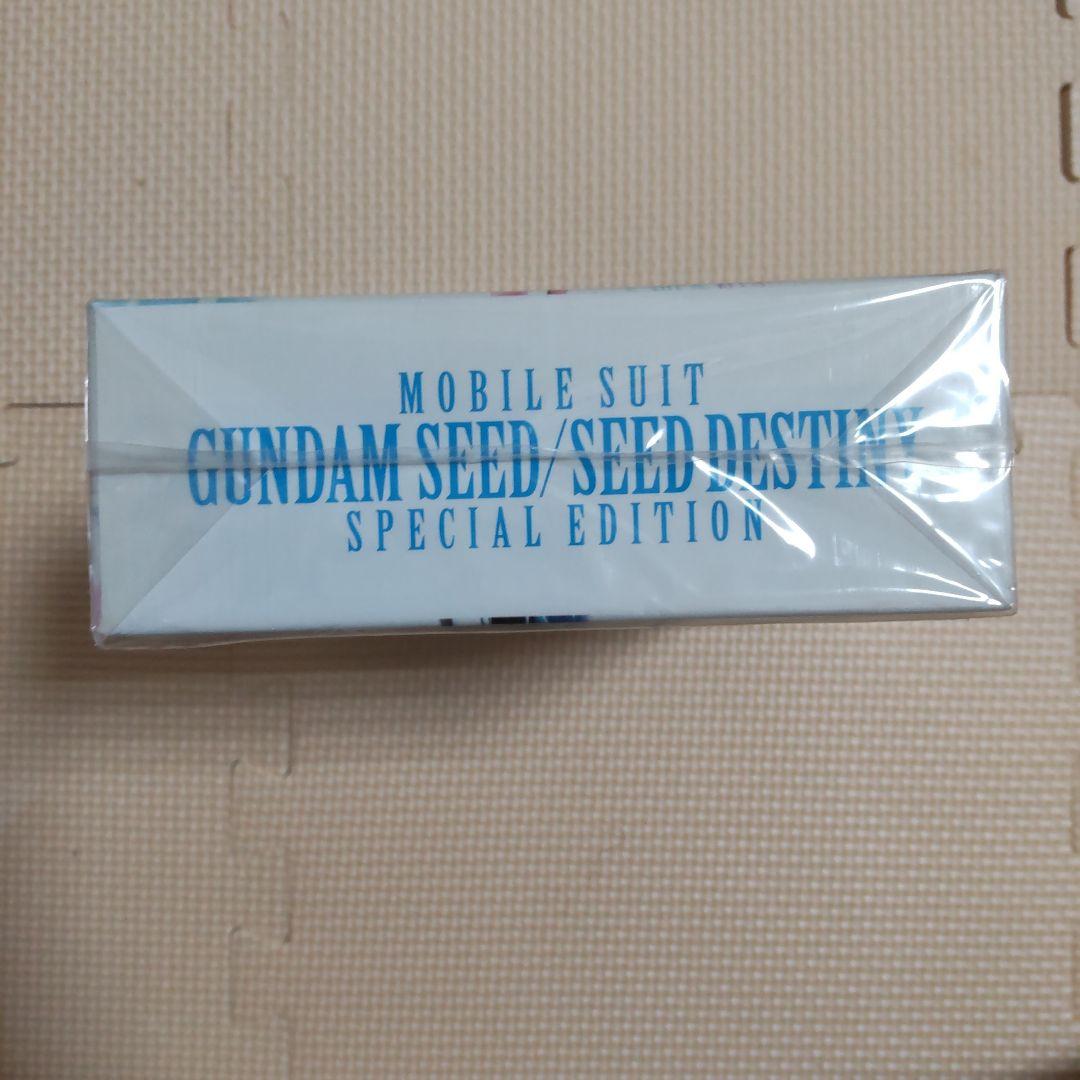 MOBILE SUIT
GUNDAM SEED/SEED DESTINY
SPECIAL EDITION